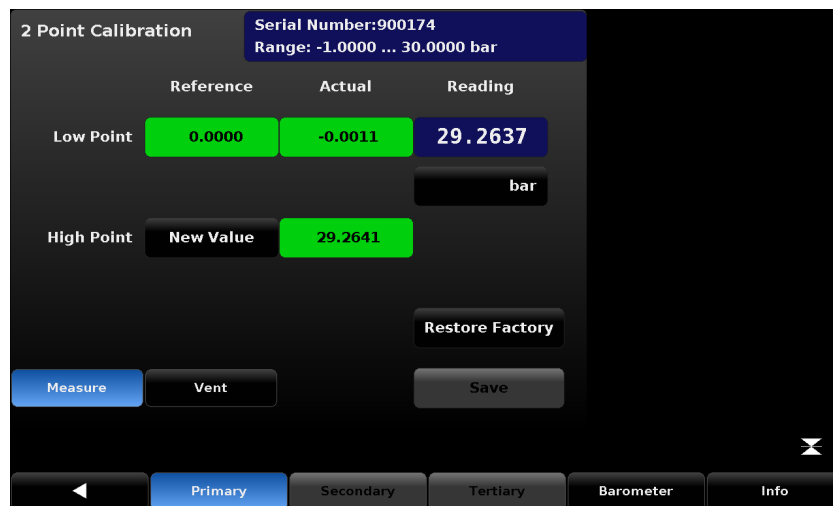 2 Point Calibration
Serial Number:900174
Range: -1.0000 ... 30.0000 bar
Reference Actual Reading
Low Point 0.0000 -0.0011 29.2637
bar
High Point New Value 29.2641
Restore Factory
Measure Vent Save
Primary Secondary Tertiary Barometer Info